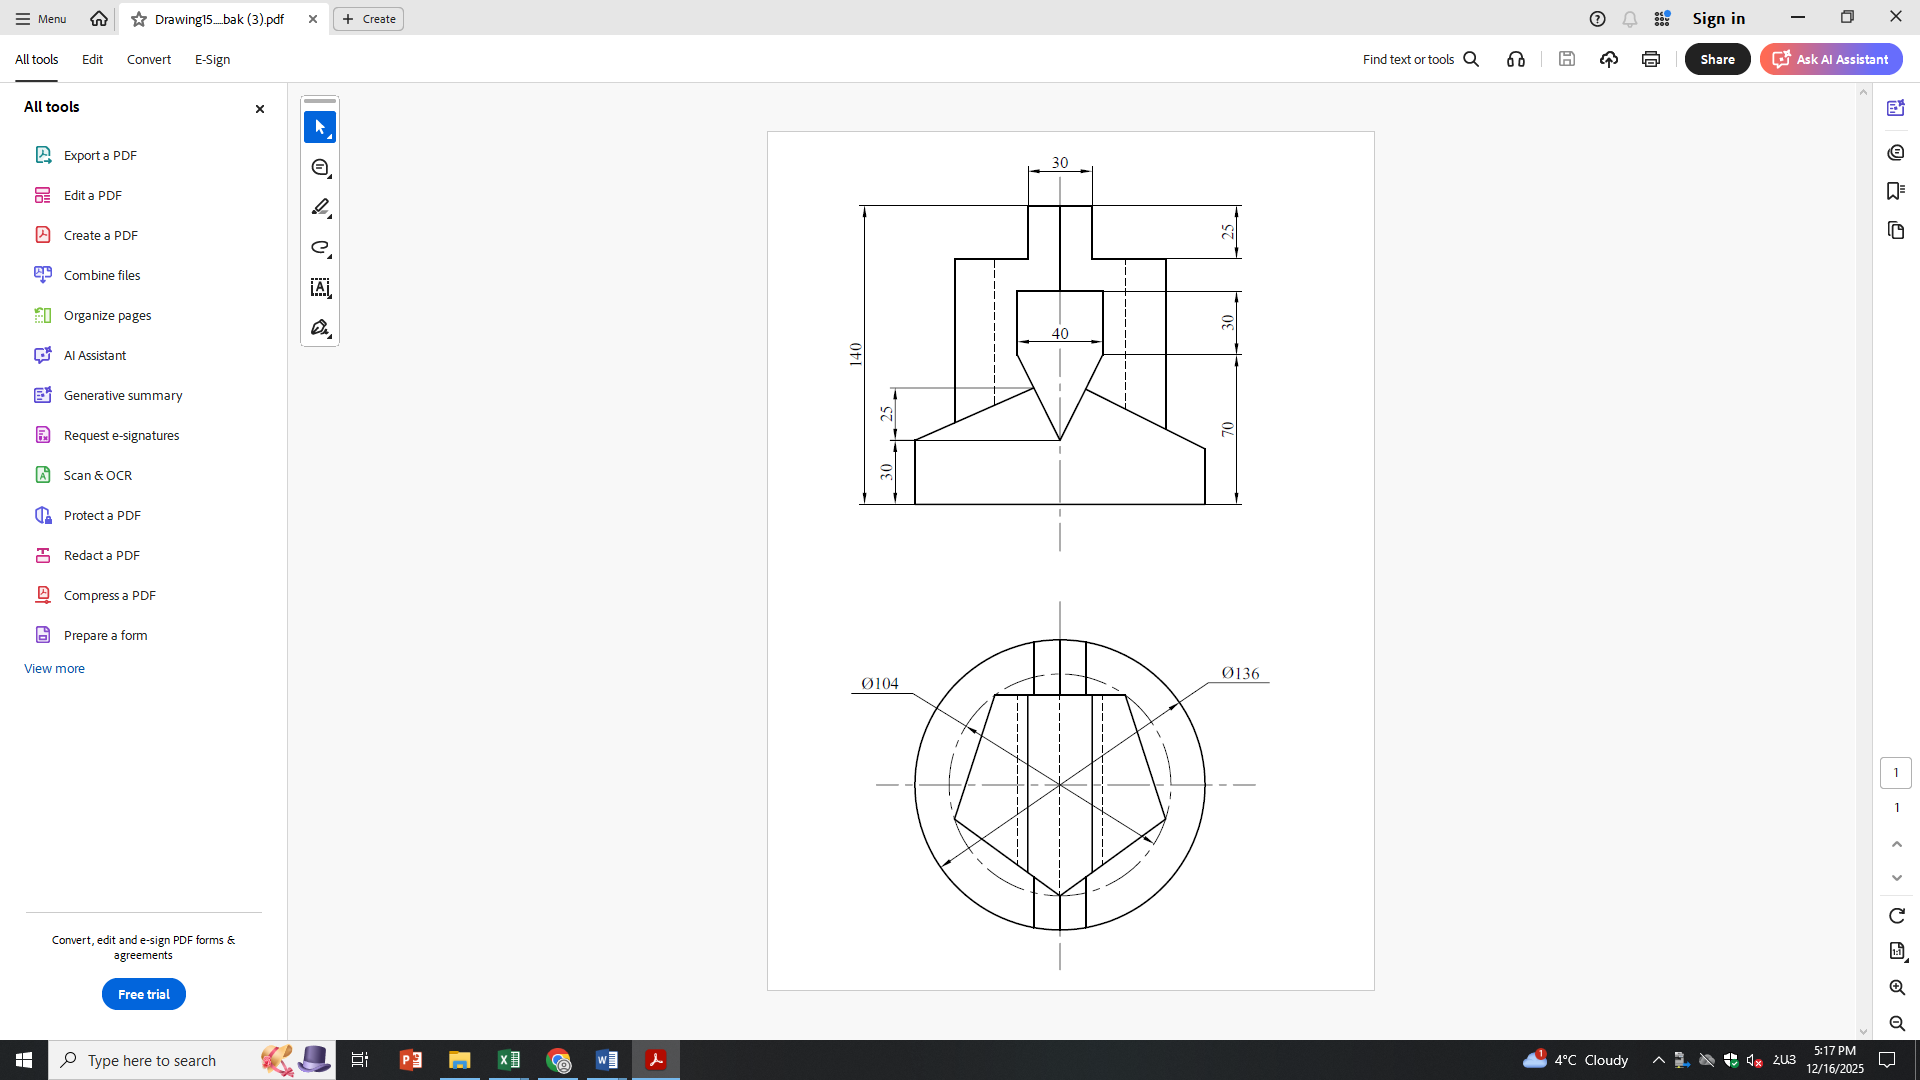 Menu
Drawing15....bak (3).pdf
Create
Sign in
All tools
Edit
Convert
E-Sign
Find text or tools
Share
Ask AI Assistant
All tools
Export a PDF
Edit a PDF
Create a PDF
Combine files
Organize pages
AI Assistant
Generative summary
Request e-signatures
Scan & OCR
Protect a PDF
Redact a PDF
Compress a PDF
Prepare a form
View more
Convert, edit and e-sign PDF forms &
agreements
Free trial
30
25
30
40
140
25
70
30
Ø104
Ø136
1
1
Type here to search
4°C Cloudy
ՀԱՅ
5:17 PM
12/16/2025